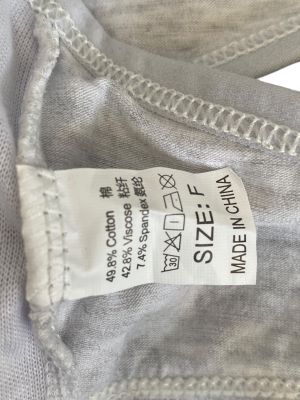 49.8% Cotton 棉
42.8% Viscose 粘纤
7.4% Spandex 氨纶
30
SIZE: F
MADE IN CHINA